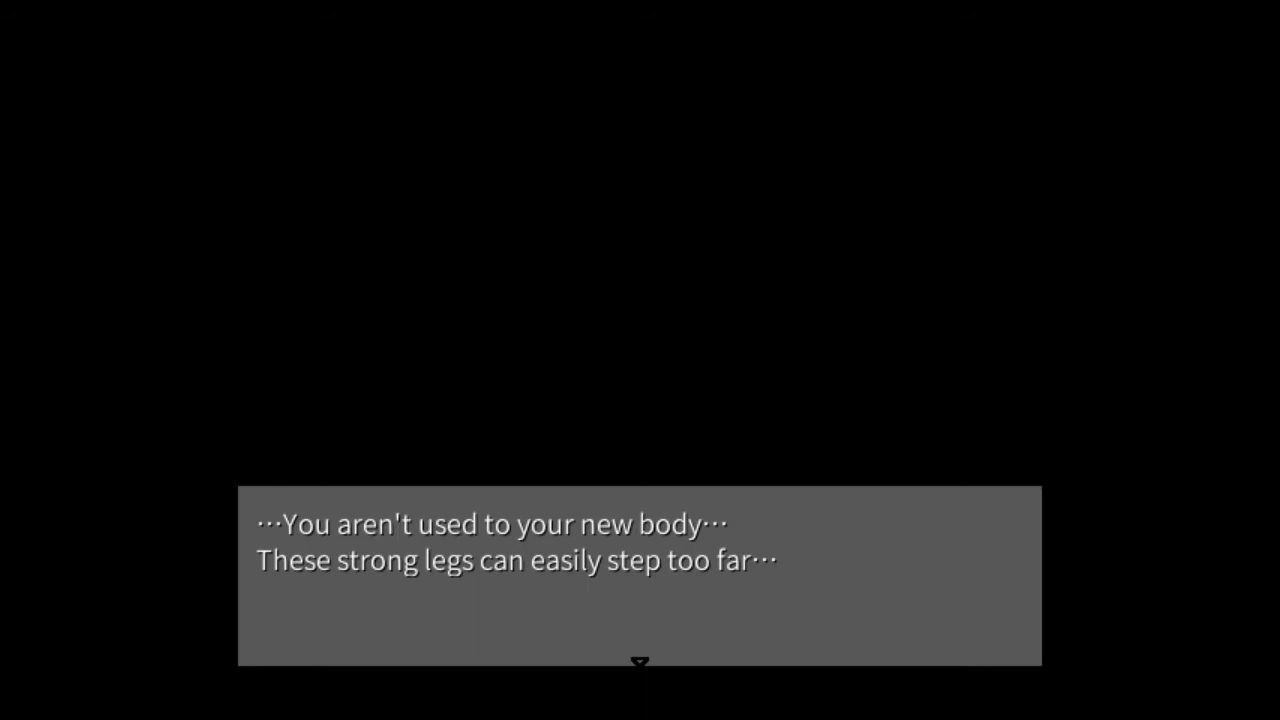 ⋯You aren't used to your new body⋯
These strong legs can easily step too far⋯